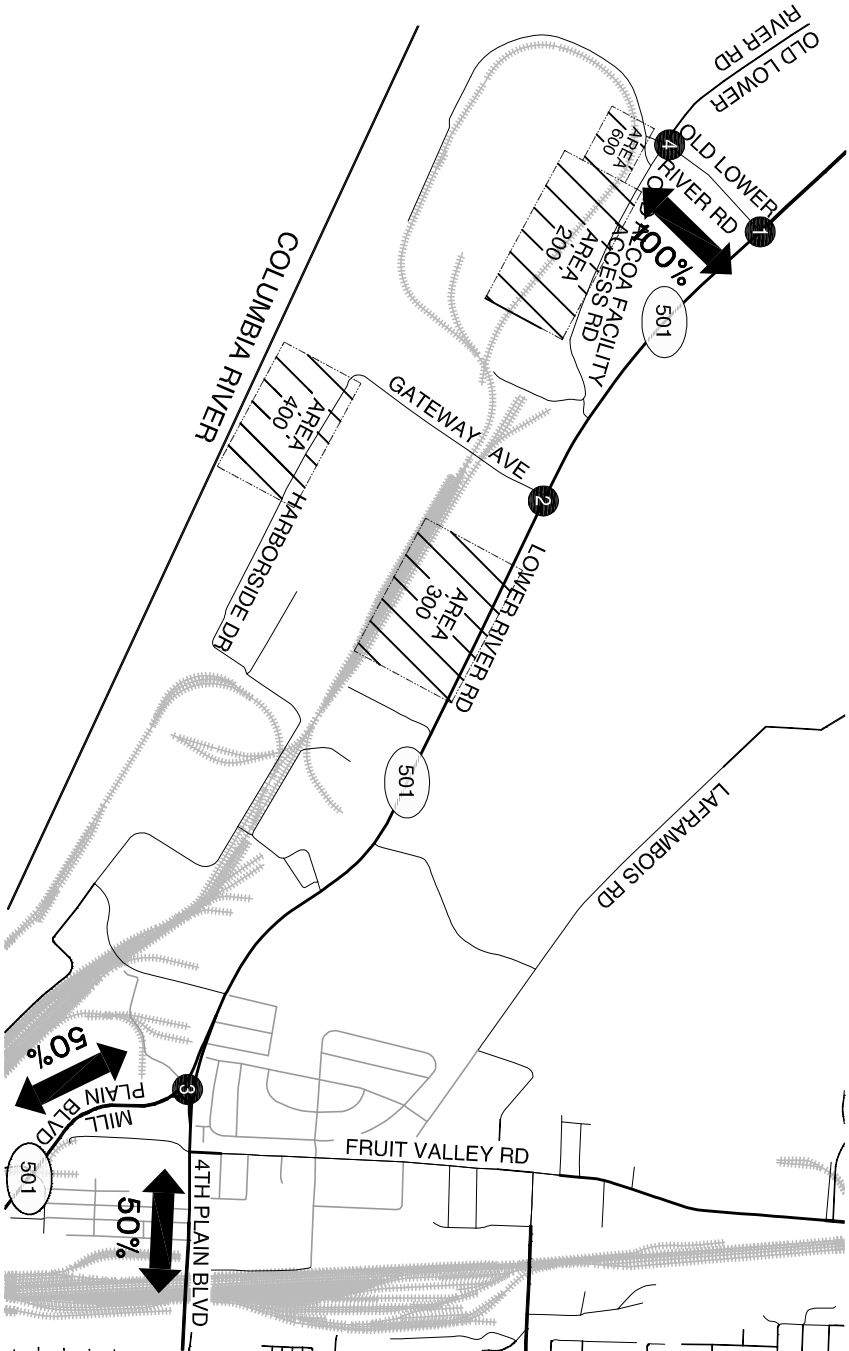 OLD LOWER
RIVER RD
OLD LOWER
RIVER RD
1
4
100%
501
AREA
600
AREA
200
FACILITY
ACCESS RD
COLUMBIA RIVER
GATEWAY AVE
2
AREA
400
HARBORSIDE DR
AREA
300
LOWER RIVER RD
501
LAFRAMBOIS RD
50%
3
MILL
PLAIN BLVD
501
FRUIT VALLEY RD
4TH PLAIN BLVD
50%